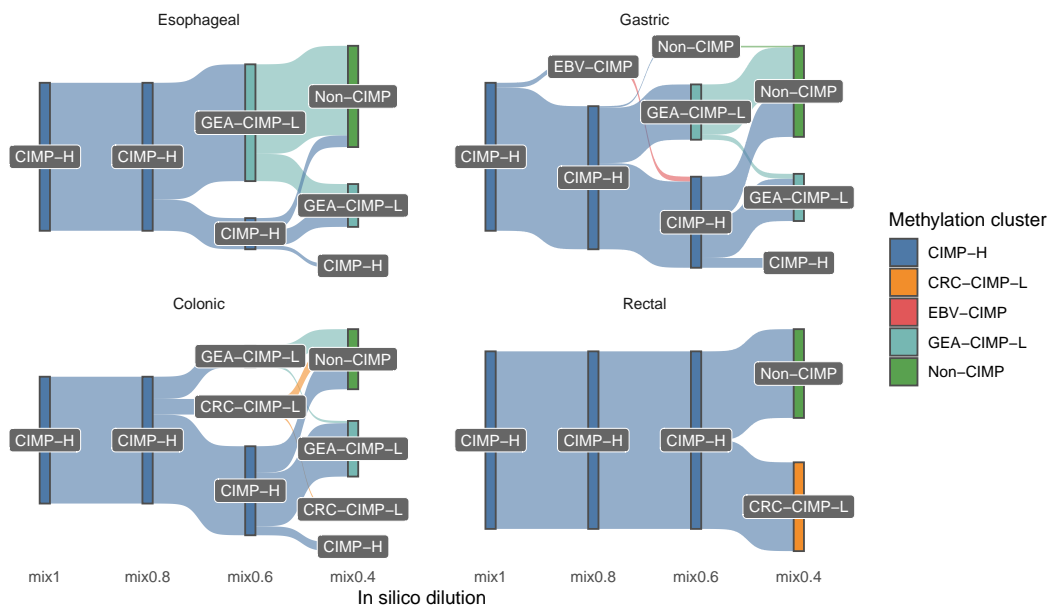 Esophageal
CIMP−H
CIMP−H
GEA−CIMP−L
CIMP−H
Non−CIMP
GEA−CIMP−L
CIMP−H
Gastric
CIMP−H
EBV−CIMP
CIMP−H
Non−CIMP
GEA−CIMP−L
CIMP−H
Non−CIMP
GEA−CIMP−L
CIMP−H
Colonic
CIMP−H
CIMP−H
GEA−CIMP−L
CRC−CIMP−L
CIMP−H
Non−CIMP
GEA−CIMP−L
CRC−CIMP−L
CIMP−H
Rectal
CIMP−H
CIMP−H
CIMP−H
Non−CIMP
CRC−CIMP−L
mix1 mix0.8 mix0.6 mix0.4
mix1 mix0.8 mix0.6 mix0.4
In silico dilution
Methylation cluster
CIMP−H
CRC−CIMP−L
EBV−CIMP
GEA−CIMP−L
Non−CIMP